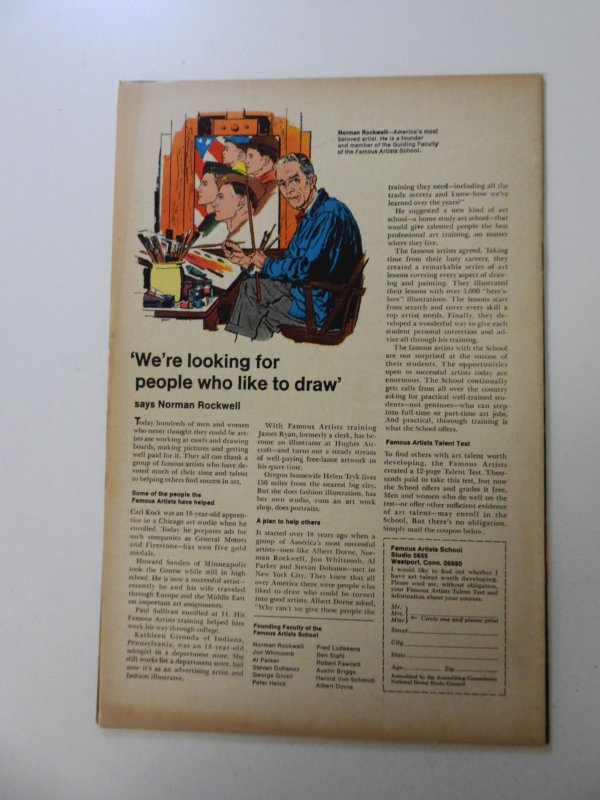 Norman Rockwell—America's most
beloved artist. He is a founder
and member of the Guiding Faculty
of the Famous Artists School.
'We're looking for
people who like to draw'
says Norman Rockwell
Today hundreds of men and women
who never thought they could be art-
ists are working at easels and drawing
boards, making pictures and getting
well paid for it. They all can thank a
group of famous artists who have de-
voted much of their time and talent
to helping others find success in art.
Some of the people the
Famous Artists have helped
Carl Kock was an 18-year-old appren-
tice in a Chicago art studio when he
enrolled. Today he prepares ads for
such companies as General Motors
and Firestone—has won five gold
medals.
Howard Sanden of Minneapolis
took the Course while still in high
school. He is now a successful artist—
recently he and his wife traveled
through Europe and the Middle East
on important art assignments.
Paul Sullivan enrolled at 14. His
Famous Artists training helped him
work his way through college.
Kathleen Gironda of Indiana,
Pennsylvania, was an 18-year-old
salesgirl in a department store. She
still works for a department store, but
now it's as an advertising artist and
fashion illustrator.
With Famous Artists training
James Ryan, formerly a clerk, has be-
come an illustrator at Hughes Air-
craft—and turns out a steady stream
of well-paying free-lance artwork in
his spare time.
Oregon housewife Helen Tryk lives
150 miles from the nearest big city.
But she does fashion illustration, has
her own studio, runs an art work
shop, does portraits.
A plan to help others
It started over 18 years ago when a
group of America's most successful
artists—men like Albert Dorne, Nor-
man Rockwell, Jon Whitcomb, Al
Parker and Stevan Dohanos—met in
New York City. They knew that all
over America there were people who
liked to draw who could be turned
into good artists. Albert Dorne asked,
"Why can't we give these people the
Founding Faculty of the
Famous Artists School
Norman Rockwell
Jon Whitcomb
Al Parker
Stevan Dohanos
George Giusti
Peter Helck
Fred Ludekens
Ben Stahl
Robert Fawcett
Austin Briggs
Harold Von Schmidt
Albert Dorne
training they need—including all the
trade secrets and know-how we've
learned over the years?"
He suggested a new kind of art
school—a home study art school—that
would give talented people the best
professional art training, no matter
where they live.
The famous artists agreed. Taking
time from their busy careers, they
created a remarkable series of art
lessons covering every aspect of draw-
ing and painting. They illustrated
their lessons with over 5,000 "here's-
how" illustrations. The lessons start
from scratch and cover every skill a
top artist needs. Finally, they de-
veloped a wonderful way to give each
student personal correction and ad-
vice all through his training.
The famous artists with the School
are not surprised at the success of
their students. The opportunities
open to successful artists today are
enormous. The School continually
gets calls from all over the country
asking for practical well-trained stu-
dents—not geniuses—who can step
into full-time or part-time art jobs.
And practical, thorough training is
what the School offers.
Famous Artists Talent Test
To find others with art talent worth
developing, the Famous Artists
created a 12-page Talent Test. Thou-
sands paid to take this test, but now
the School offers and grades it free.
Men and women who do well on the
test—or offer other sufficient evidence
of art talent—may enroll in the
School. But there's no obligation.
Simply mail the coupon below.
Famous Artists School
Studio 5655
Westport, Conn. 06880
I would like to find out whether I
have art talent worth developing.
Please send me, without obligation,
your Famous Artists Talent Test and
information about your courses.
Mr.
Mrs.
Miss ← Circle one and please print
Street
City
State
Age Zip
Accredited by the Accrediting Commission
National Home Study Council